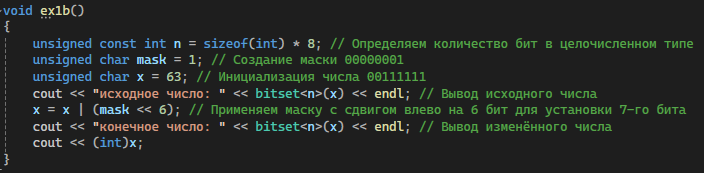 void ex1b()
{
unsigned const int n = sizeof(int) * 8; // Определяем количество бит в целочисленном типе
unsigned char mask = 1; // Создание маски 00000001
unsigned char x = 63; // Инициализация числа 00111111
cout << "исходное число: " << bitset<n>(x) << endl; // Вывод исходного числа
x = x | (mask << 6); // Применяем маску с сдвигом влево на 6 бит для установки 7-го бита
cout << "конечное число: " << bitset<n>(x) << endl; // Вывод изменённого числа
cout << (int)x;
}